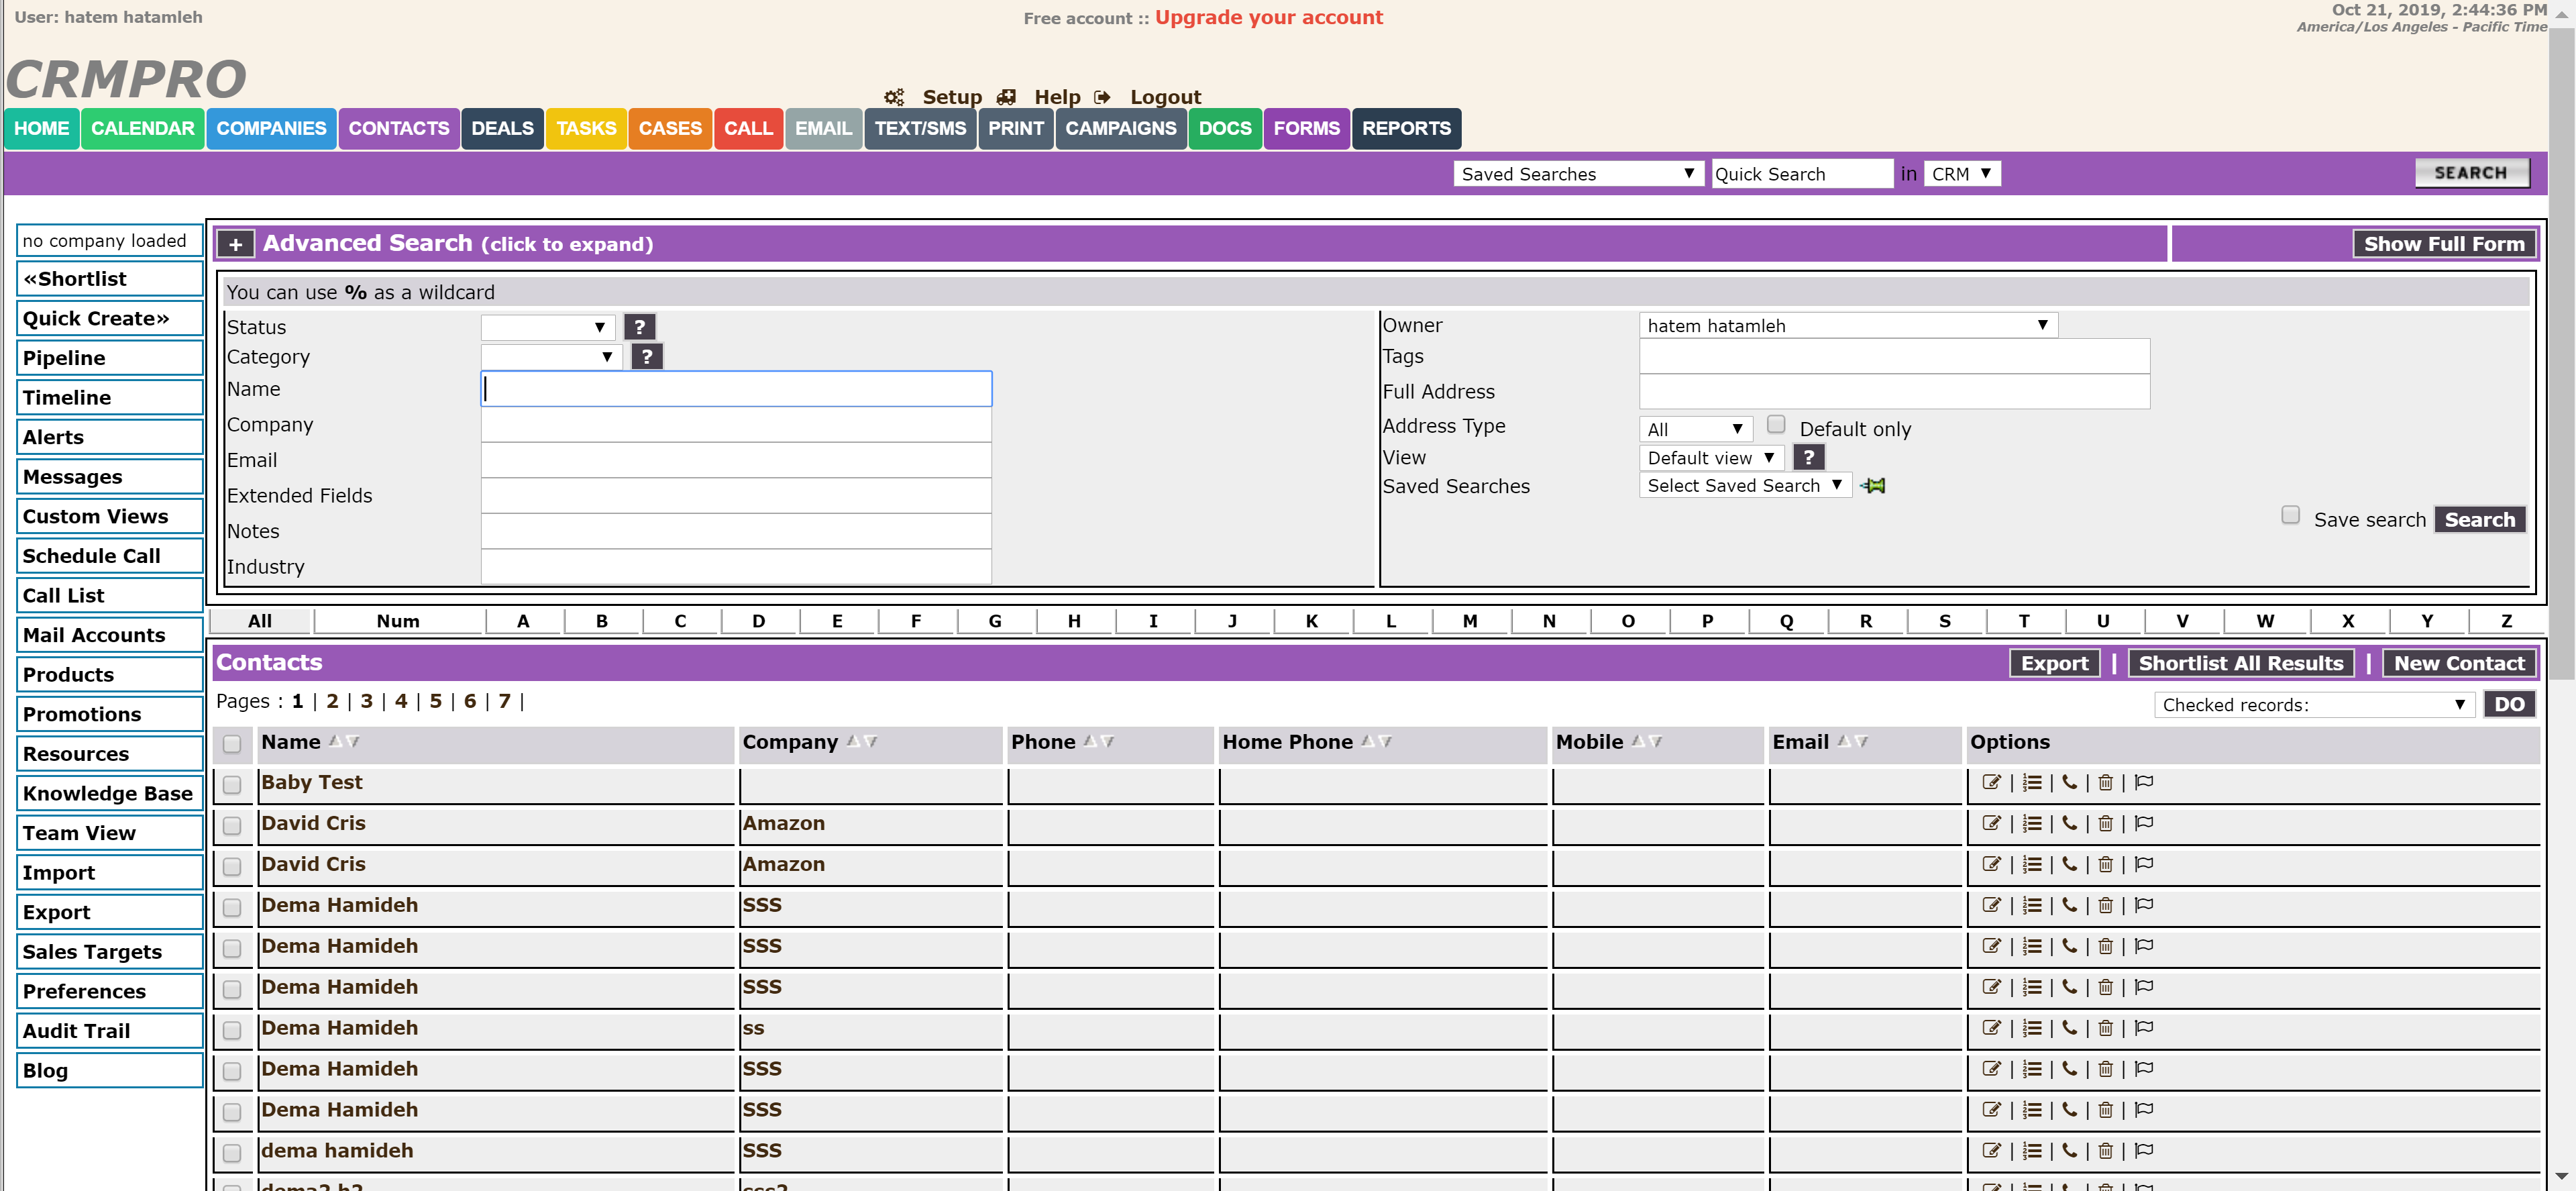 User: hatem hatamleh
Free account :: Upgrade your account
Oct 21, 2019, 2:44:36 PM
America/Los Angeles - Pacific Time
CRMPRO
Setup Help Logout
HOME CALENDAR COMPANIES CONTACTS DEALS TASKS CASES CALL EMAIL TEXT/SMS PRINT CAMPAIGNS DOCS FORMS REPORTS
Saved Searches Quick Search in CRM SEARCH
no company loaded
«Shortlist
Quick Create»
Pipeline
Timeline
Alerts
Messages
Custom Views
Schedule Call
Call List
Mail Accounts
Products
Promotions
Resources
Knowledge Base
Team View
Import
Export
Sales Targets
Preferences
Audit Trail
Blog
+ Advanced Search (click to expand) Show Full Form
You can use % as a wildcard
Status ?
Category ?
Name
Company
Email
Extended Fields
Notes
Industry
Owner hatem hatamleh
Tags
Full Address
Address Type All Default only
View Default view ?
Saved Searches Select Saved Search
Save search Search
All Num A B C D E F G H I J K L M N O P Q R S T U V W X Y Z
Contacts Export | Shortlist All Results | New Contact
Pages : 1 | 2 | 3 | 4 | 5 | 6 | 7 |
Checked records: DO
Name Company Phone Home Phone Mobile Email Options
Baby Test
David Cris Amazon
David Cris Amazon
Dema Hamideh SSS
Dema Hamideh SSS
Dema Hamideh SSS
Dema Hamideh ss
Dema Hamideh SSS
Dema Hamideh SSS
dema hamideh SSS